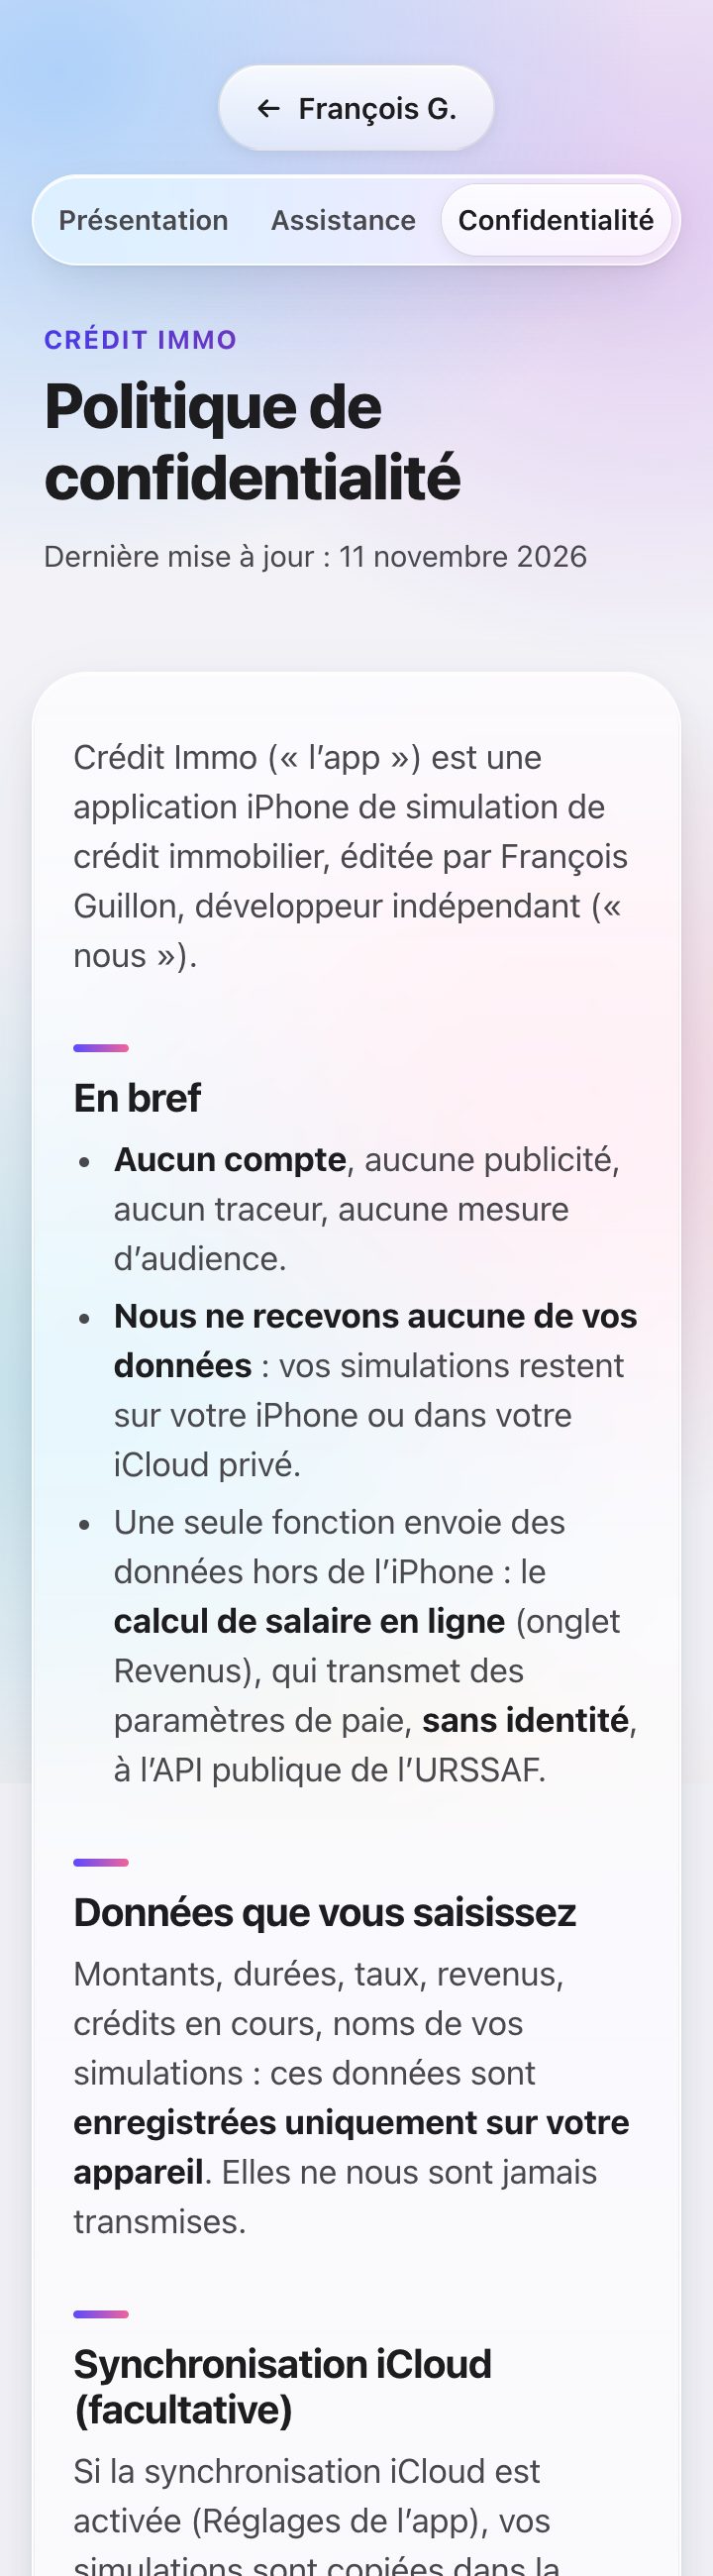 ← François G.
Présentation Assistance Confidentialité
CRÉDIT IMMO
Politique de
confidentialité
Dernière mise à jour : 11 novembre 2026
Crédit Immo (« l’app ») est une
application iPhone de simulation de
crédit immobilier, éditée par François
Guillon, développeur indépendant («
nous »).
En bref
• Aucun compte, aucune publicité,
aucun traceur, aucune mesure
d’audience.
• Nous ne recevons aucune de vos
données : vos simulations restent
sur votre iPhone ou dans votre
iCloud privé.
• Une seule fonction envoie des
données hors de l’iPhone : le
calcul de salaire en ligne (onglet
Revenus), qui transmet des
paramètres de paie, sans identité,
à l’API publique de l’URSSAF.
Données que vous saisissez
Montants, durées, taux, revenus,
crédits en cours, noms de vos
simulations : ces données sont
enregistrées uniquement sur votre
appareil. Elles ne nous sont jamais
transmises.
Synchronisation iCloud
(facultative)
Si la synchronisation iCloud est
activée (Réglages de l’app), vos
simulations sont copiées dans la